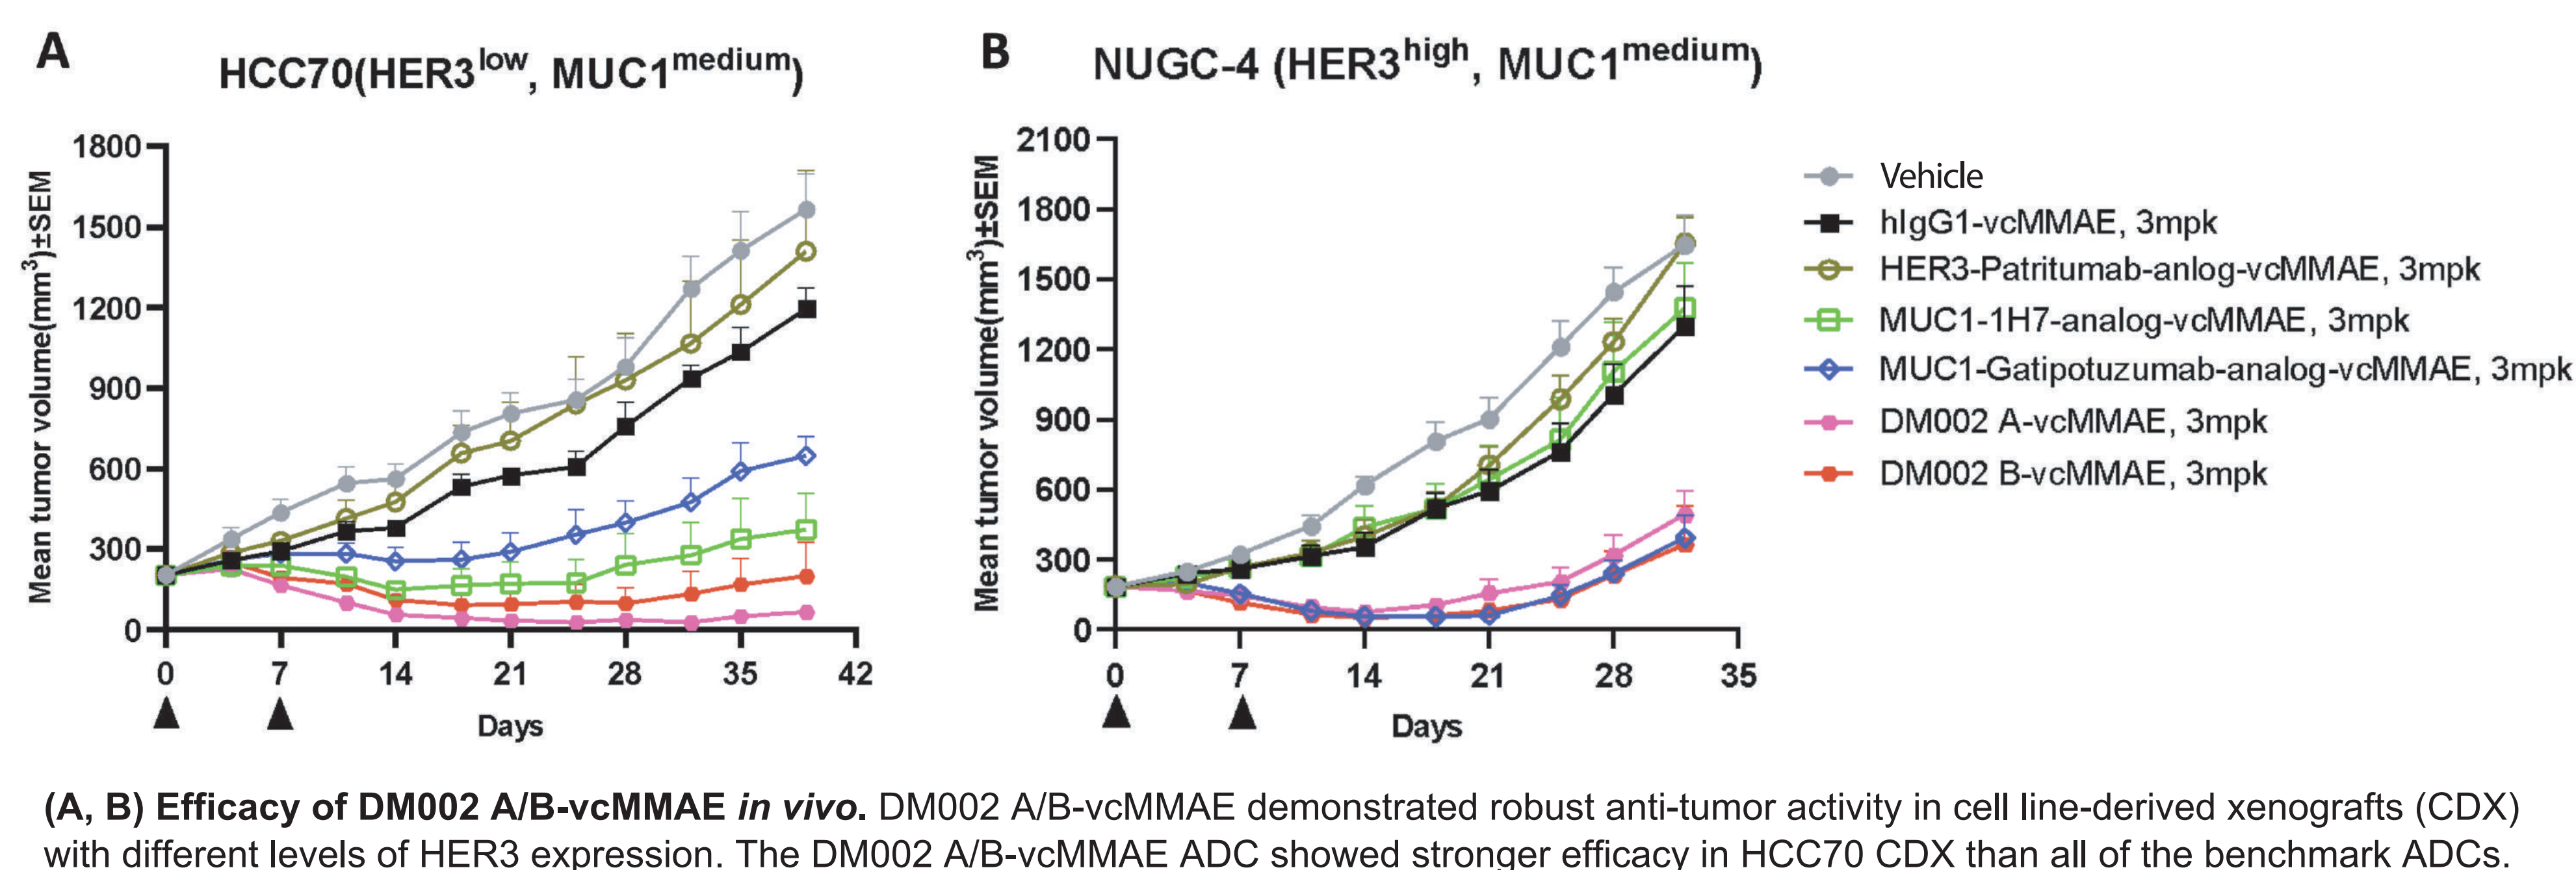 A
HCC70(HER3low, MUC1medium)
Mean tumor volume(mm3)±SEM
1800
1500
1200
900
600
300
0
0 7 14 21 28 35 42
Days
B
NUGC-4 (HER3high, MUC1medium)
Mean tumor volume(mm3)±SEM
2100
1800
1500
1200
900
600
300
0
0 7 14 21 28 35
Days
Vehicle
hIgG1-vcMMAE, 3mpk
HER3-Patritumab-anlog-vcMMAE, 3mpk
MUC1-1H7-analog-vcMMAE, 3mpk
MUC1-Gatipotuzumab-analog-vcMMAE, 3mpk
DM002 A-vcMMAE, 3mpk
DM002 B-vcMMAE, 3mpk
(A, B) Efficacy of DM002 A/B-vcMMAE in vivo. DM002 A/B-vcMMAE demonstrated robust anti-tumor activity in cell line-derived xenografts (CDX)
with different levels of HER3 expression. The DM002 A/B-vcMMAE ADC showed stronger efficacy in HCC70 CDX than all of the benchmark ADCs.